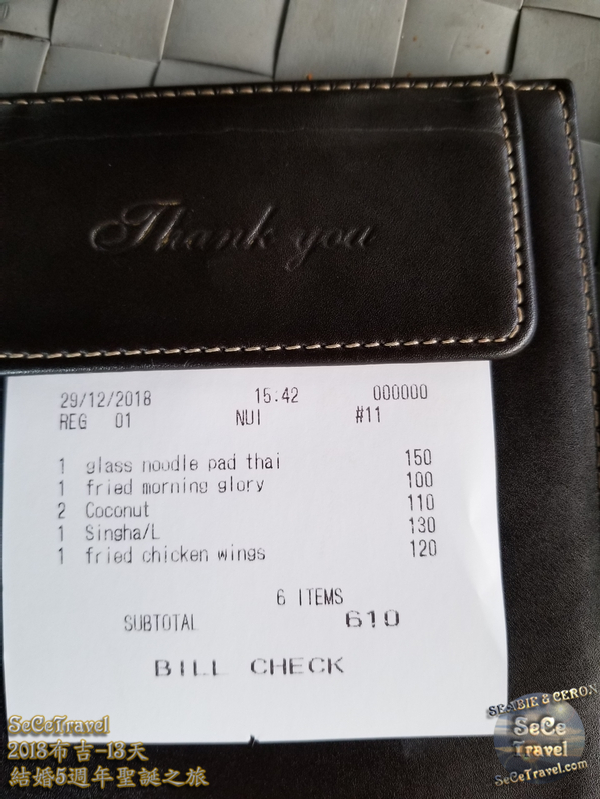 Thank you
29/12/2018 15:42 000000
REG 01 NUI #11
1 glass noodle pad thai 150
1 fried morning glory 100
2 Coconut 110
1 Singha/L 130
1 fried chicken wings 120
6 ITEMS
SUBTOTAL 610
BILL CHECK
SeCeTravel
2018布吉-13天
結婚5週年聖誕之旅
SEMBIE & CERON
SeCe
Travel
SeCeTravel.com